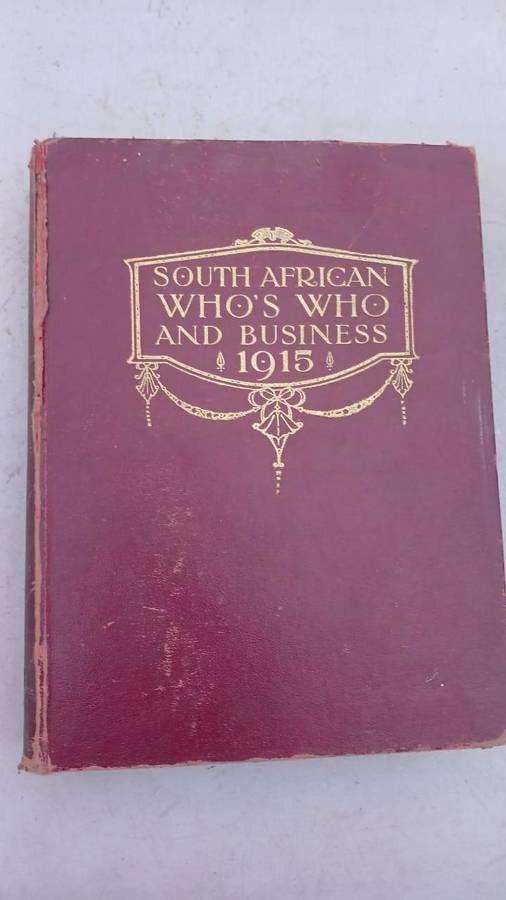 SOUTH AFRICAN
WHO'S WHO
AND BUSINESS
1915